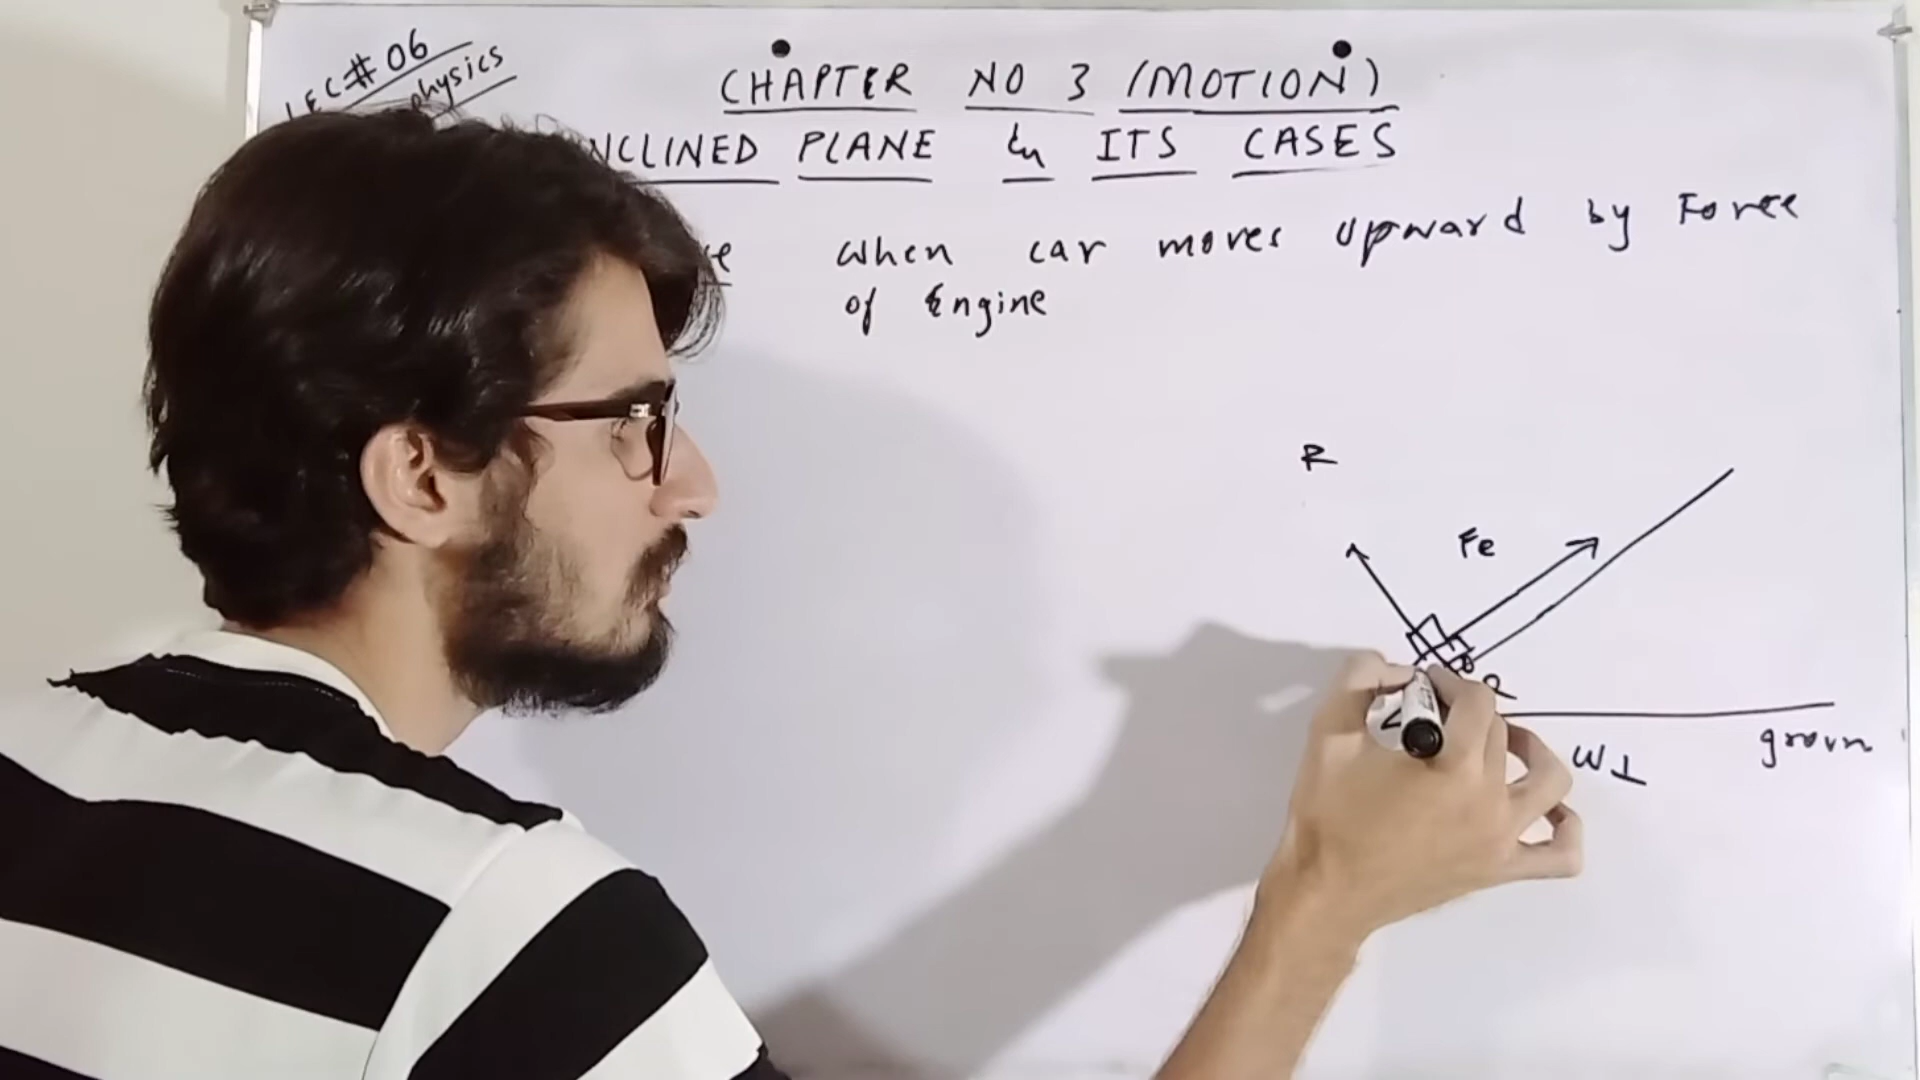 LEC# 06
physics
CHAPTER NO 3 (MOTION)
INCLINED PLANE & ITS CASES
when car moves upward by Force
of Engine
R
Fe
W⊥
groun